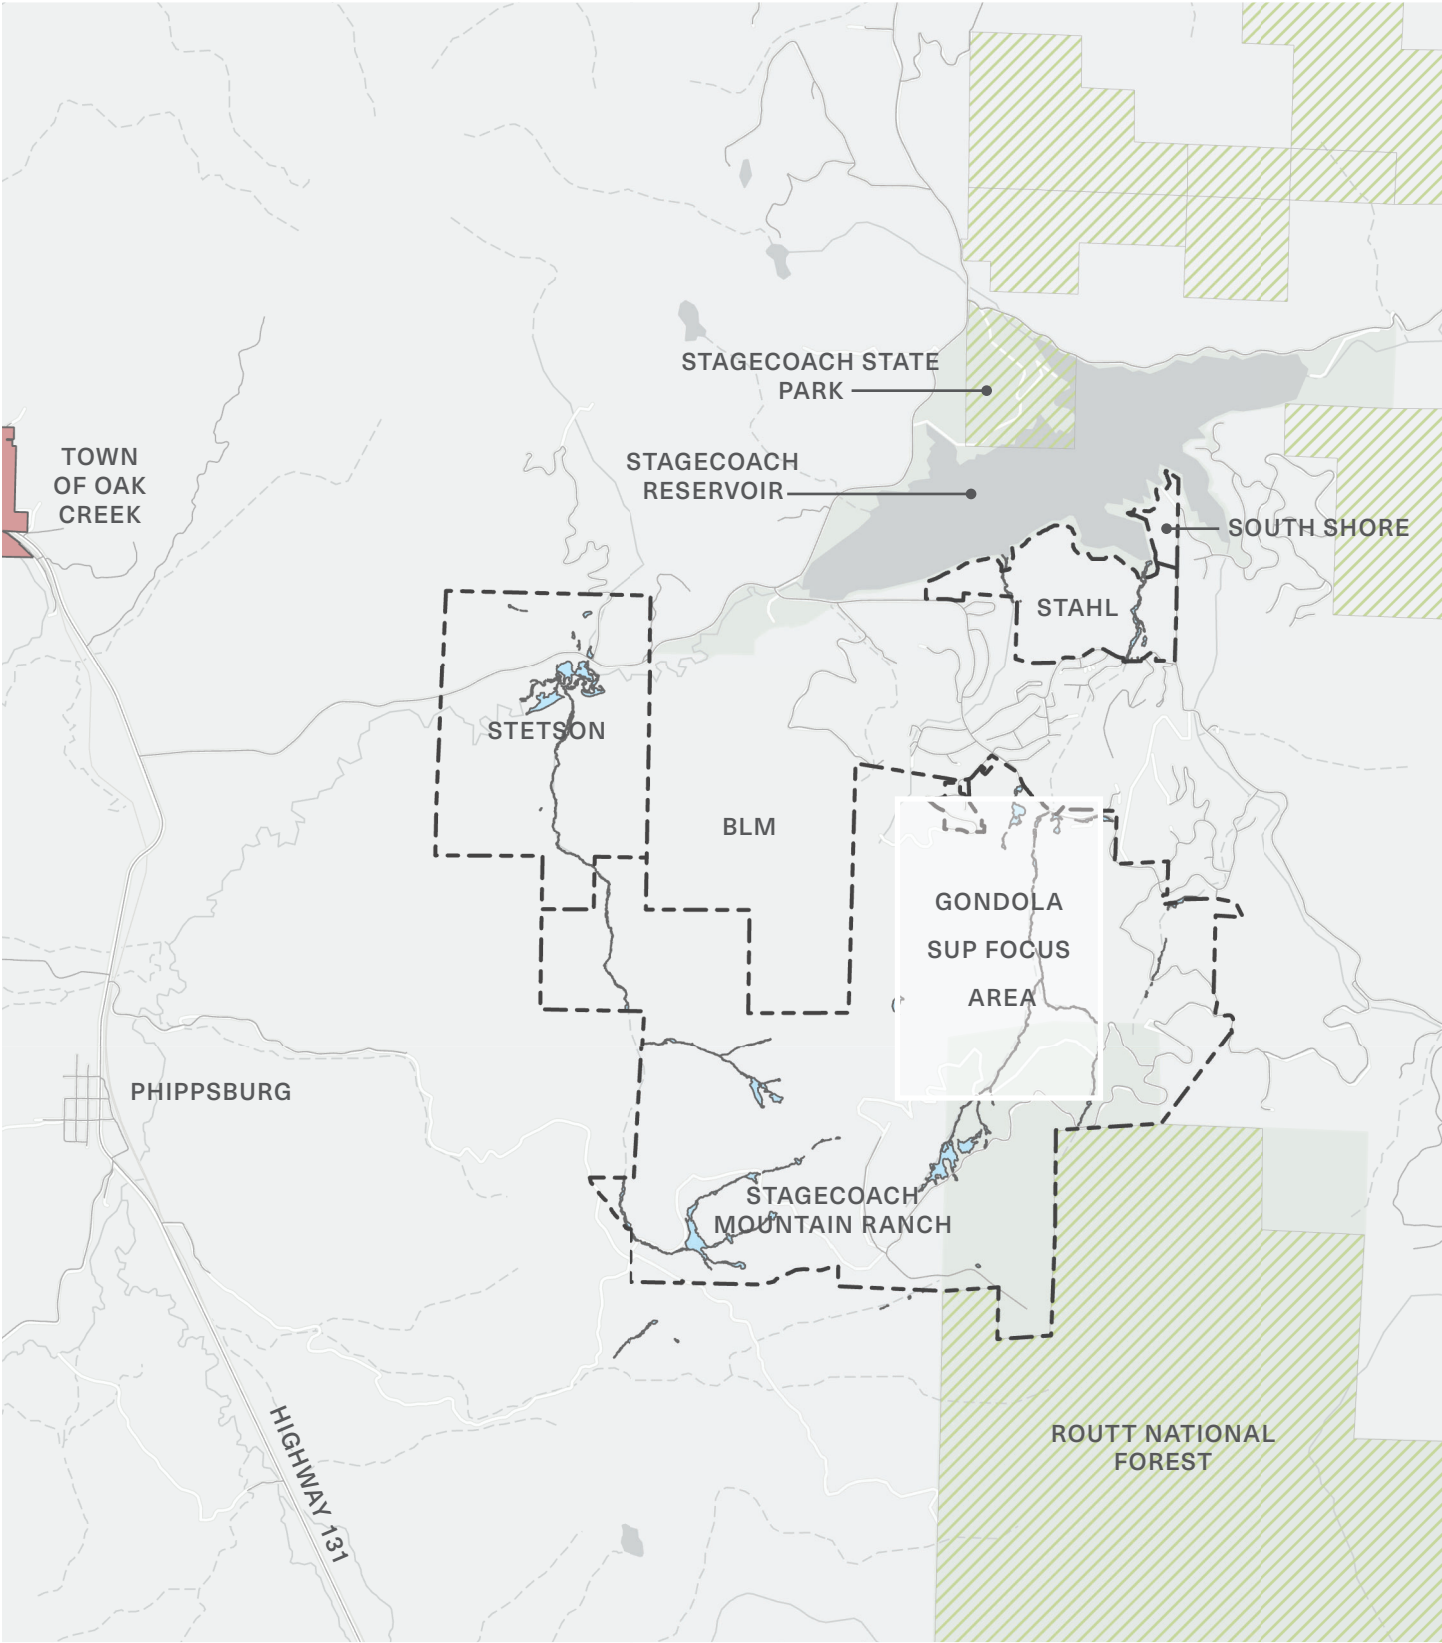 STAGECOACH STATE
PARK
TOWN
OF OAK
CREEK
STAGECOACH
RESERVOIR
SOUTH SHORE
STAHL
STETSON
BLM
GONDOLA
SUP FOCUS
AREA
PHIPPSBURG
STAGECOACH
MOUNTAIN RANCH
ROUTT NATIONAL
FOREST
HIGHWAY 131